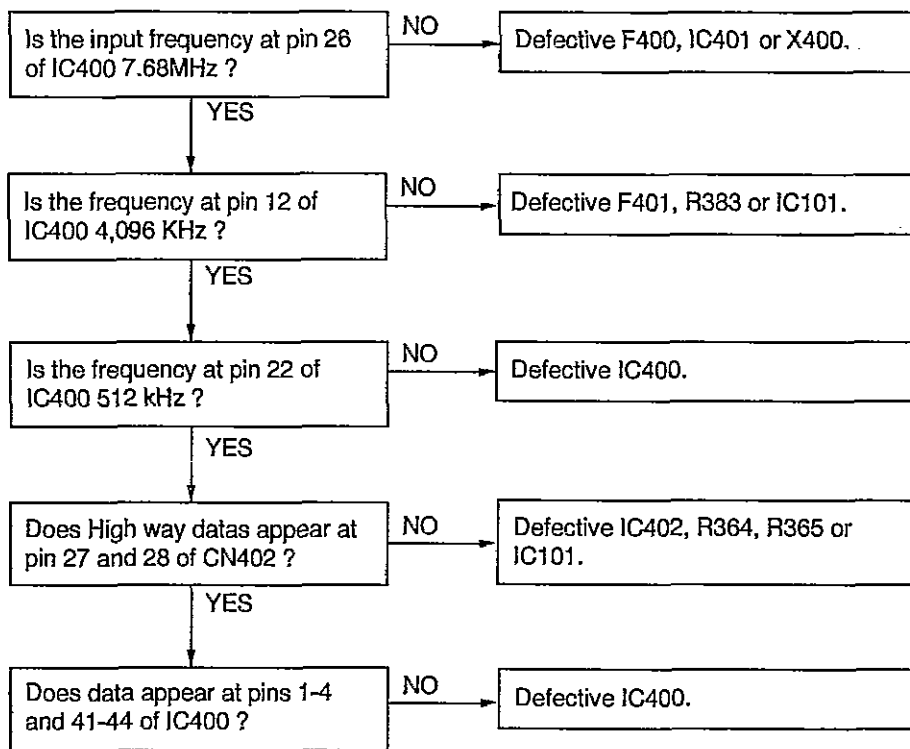 Is the input frequency at pin 26
of IC400 7.68MHz ?
NO
Defective F400, IC401 or X400.
YES
Is the frequency at pin 12 of
IC400 4,096 KHz ?
NO
Defective F401, R383 or IC101.
YES
Is the frequency at pin 22 of
IC400 512 kHz ?
NO
Defective IC400.
YES
Does High way datas appear at
pin 27 and 28 of CN402 ?
NO
Defective IC402, R364, R365 or
IC101.
YES
Does data appear at pins 1-4
and 41-44 of IC400 ?
NO
Defective IC400.